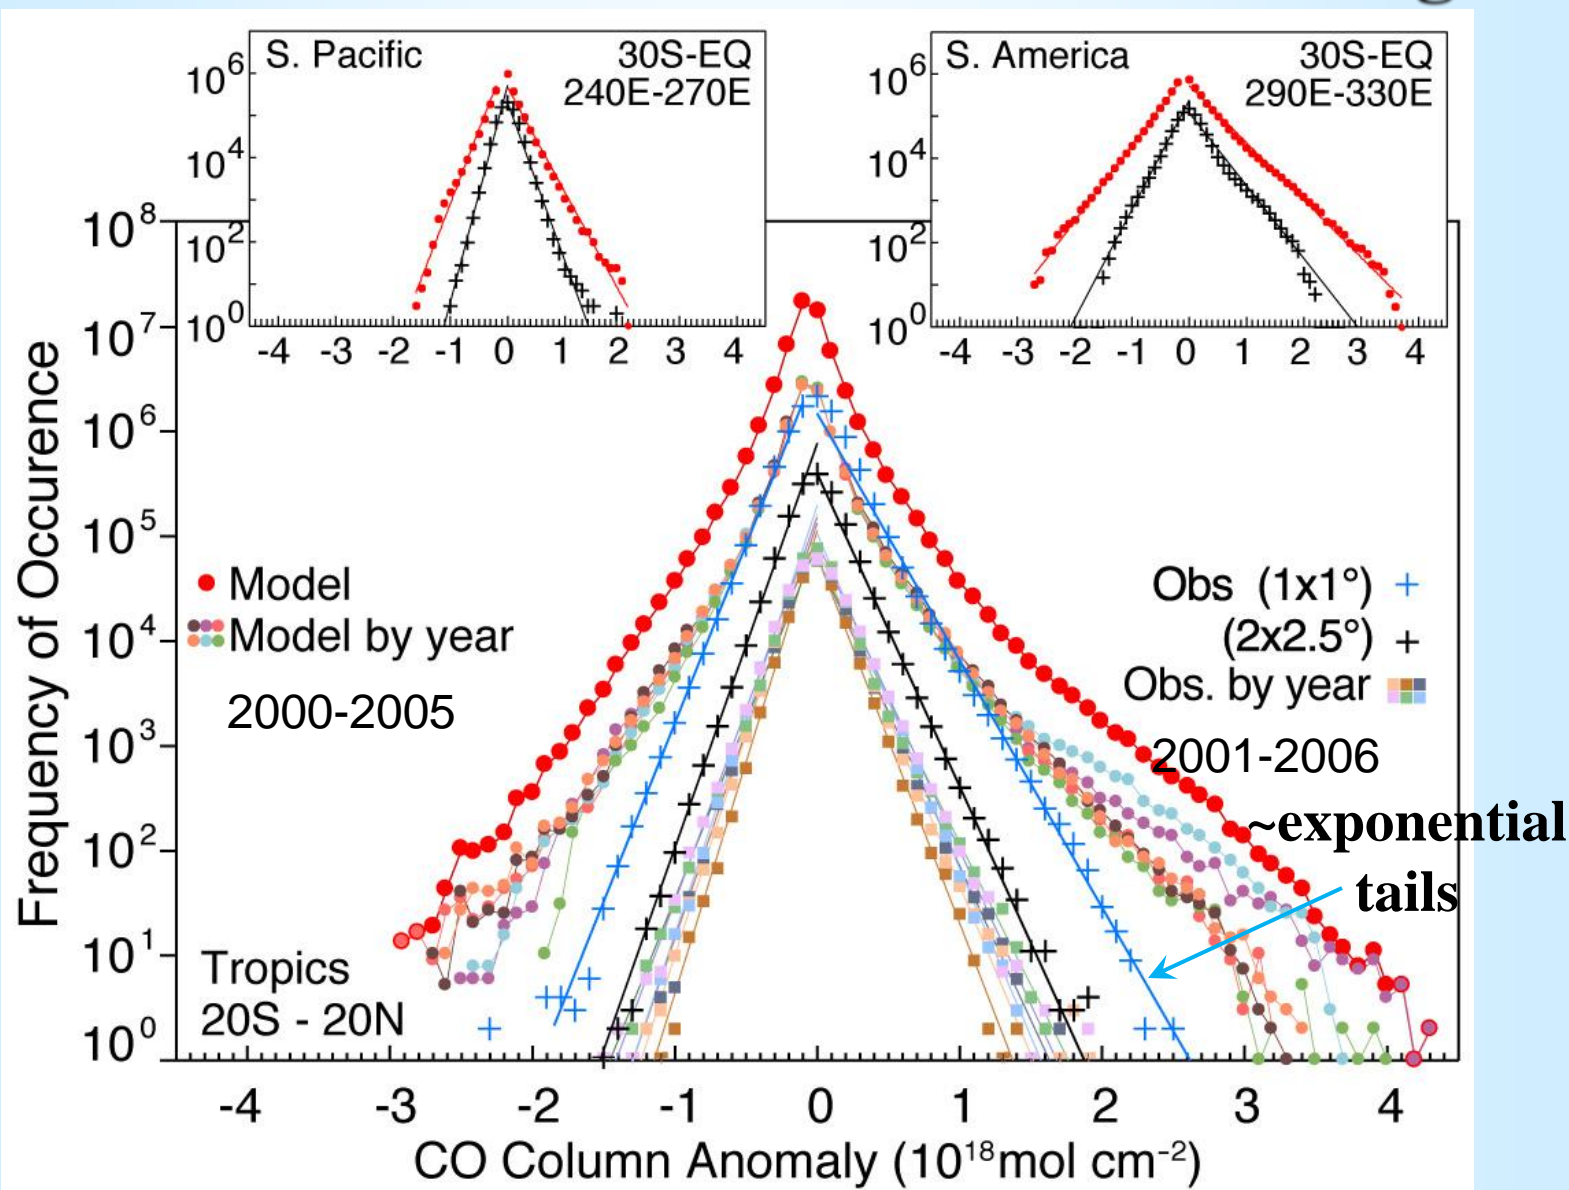 g
S. Pacific 30S-EQ
240E-270E
10^6
10^4
10^2
10^0
-4 -3 -2 -1 0 1 2 3 4
S. America 30S-EQ
290E-330E
10^6
10^4
10^2
10^0
-4 -3 -2 -1 0 1 2 3 4
Frequency of Occurence
10^8
10^7
10^6
10^5
10^4
10^3
10^2
10^1
10^0
Model
Model by year
2000-2005
Obs (1x1°)
(2x2.5°)
Obs. by year
2001-2006
~exponential
tails
Tropics
20S - 20N
-4 -3 -2 -1 0 1 2 3 4
CO Column Anomaly (10^18 mol cm^-2)